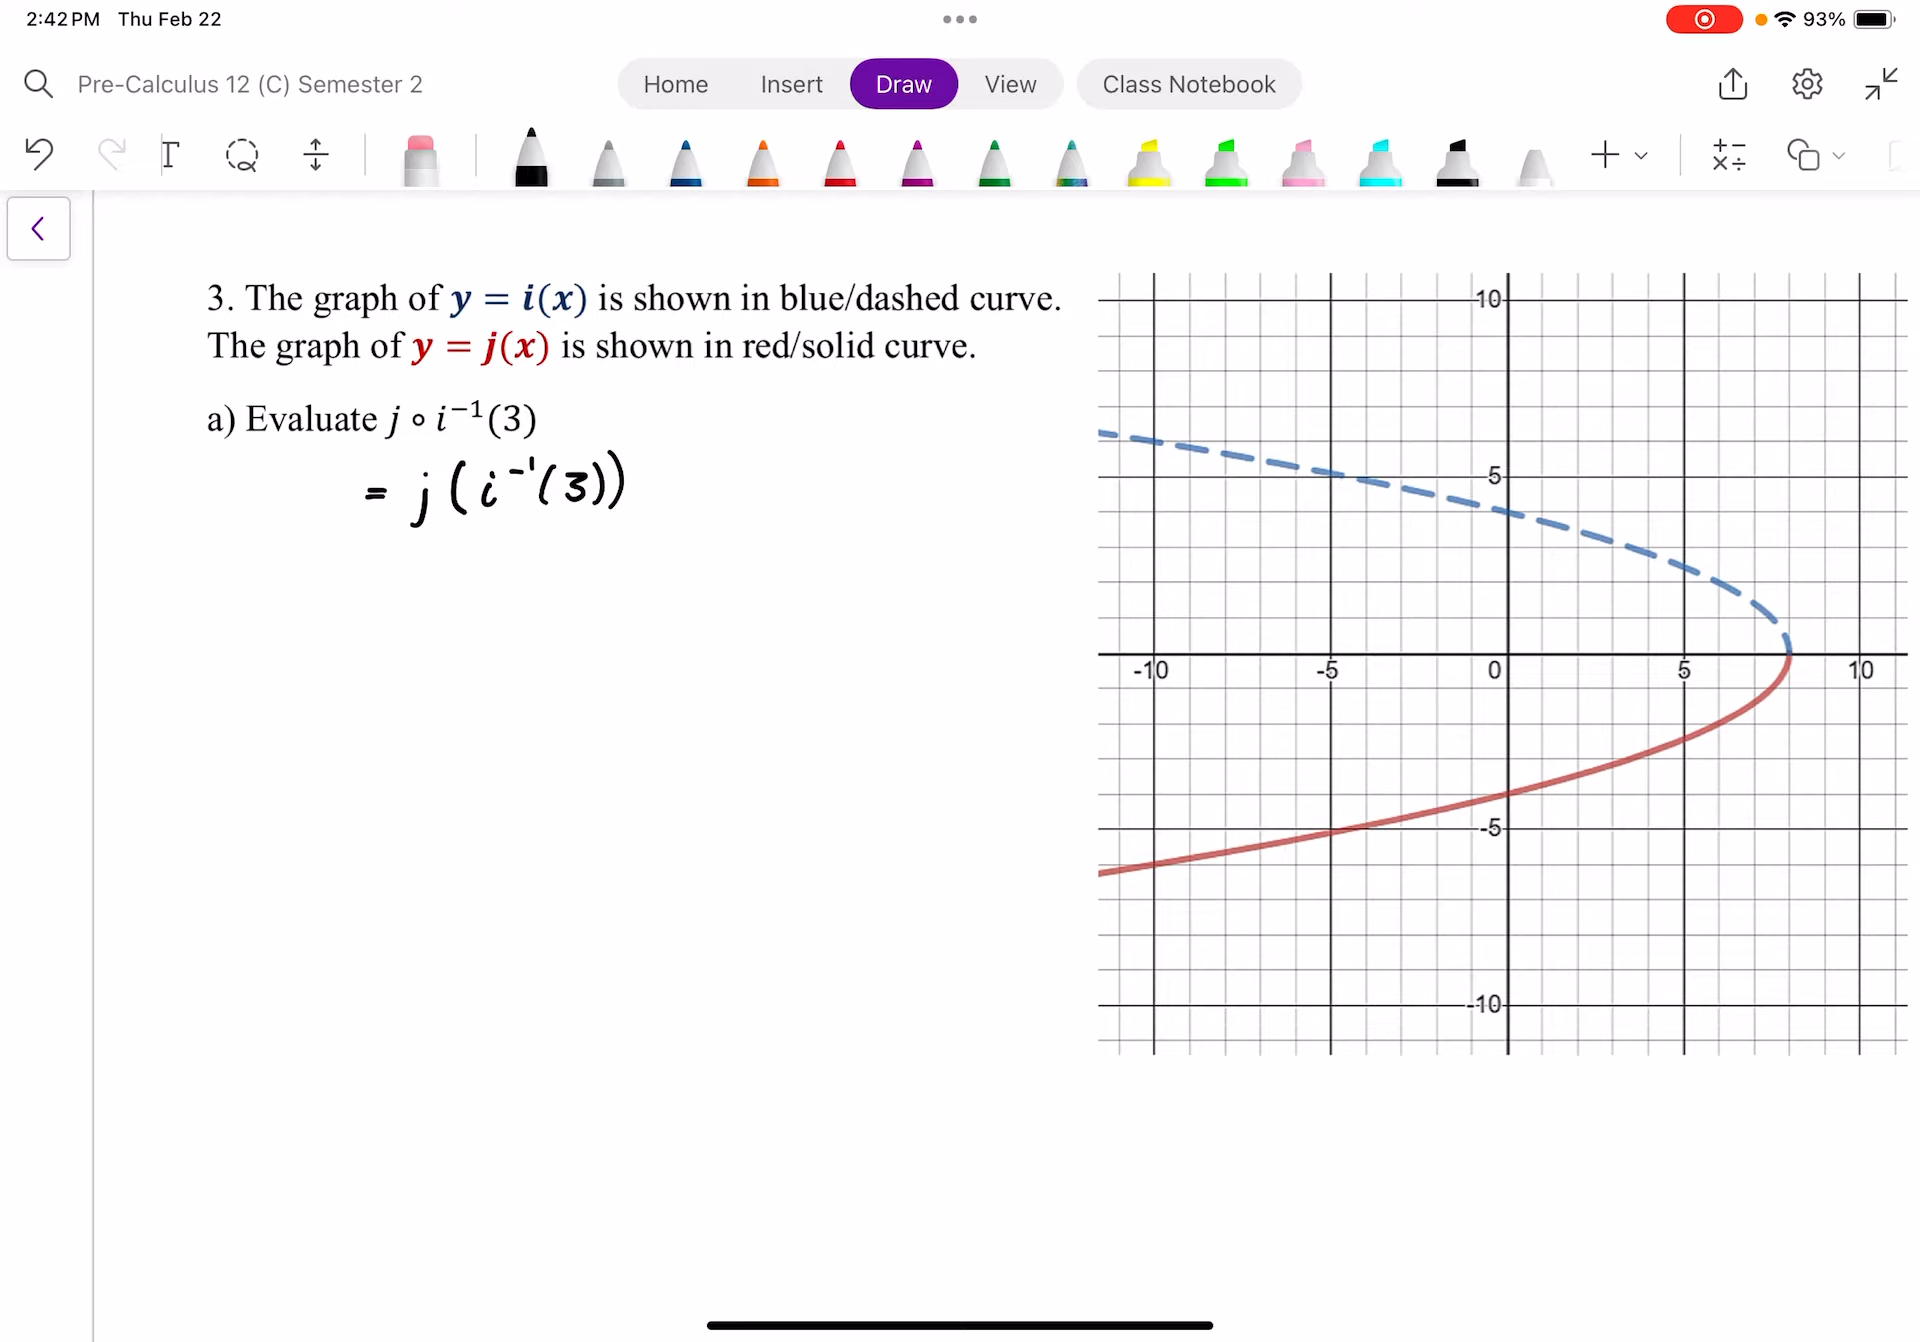 2:42 PM Thu Feb 22
93%
Pre-Calculus 12 (C) Semester 2
Home Insert Draw View Class Notebook
3. The graph of y = i(x) is shown in blue/dashed curve.
The graph of y = j(x) is shown in red/solid curve.
a) Evaluate j ∘ i⁻¹(3)
= j(i⁻¹(3))
10
5
-10 -5 0 5 10
-5
-10